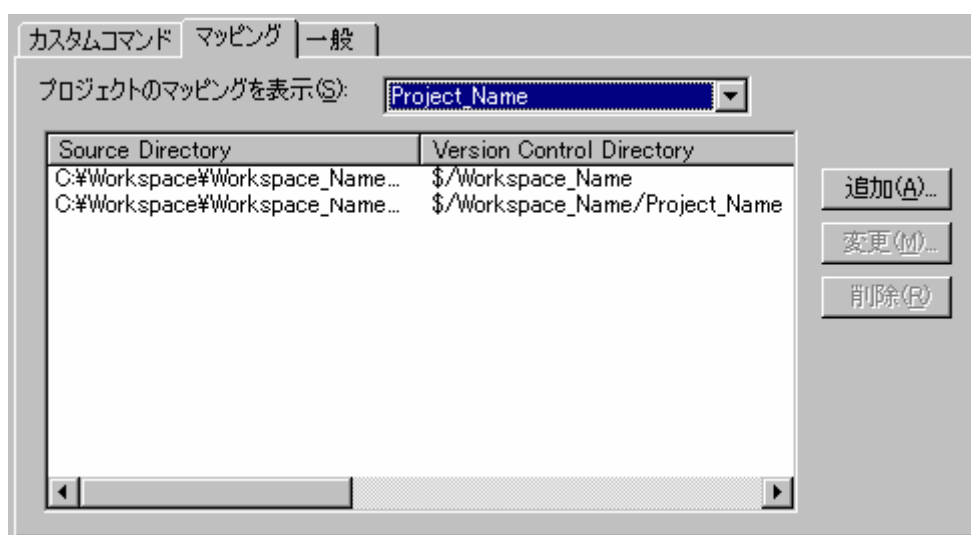 カスタムコマンド マッピング 一般
プロジェクトのマッピングを表示(S): Project_Name
Source Directory Version Control Directory
C:¥Workspace¥Workspace_Name... $/Workspace_Name
C:¥Workspace¥Workspace_Name... $/Workspace_Name/Project_Name
追加(A)...
変更(M)...
削除(R)